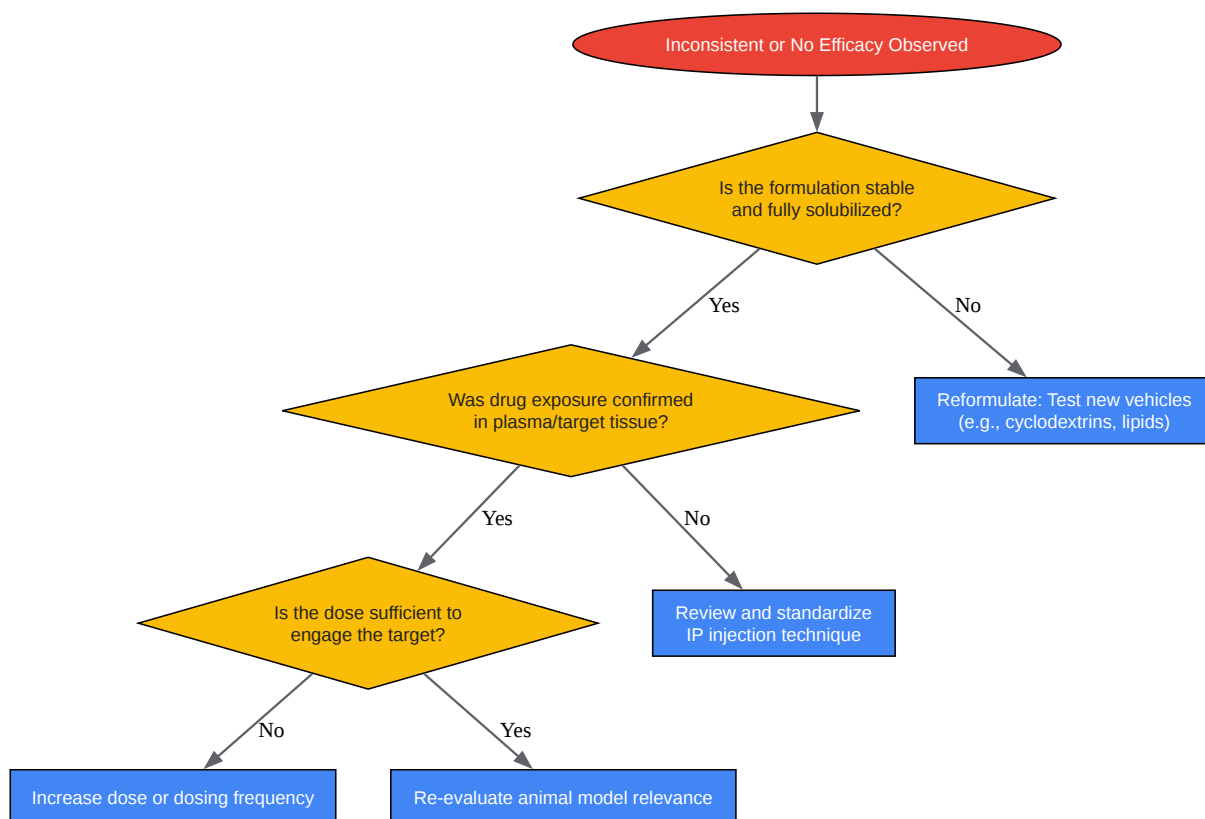 Inconsistent or No Efficacy Observed
Is the formulation stable
and fully solubilized?
Yes
No
Was drug exposure confirmed
in plasma/target tissue?
Reformulate: Test new vehicles
(e.g., cyclodextrins, lipids)
Yes
No
Is the dose sufficient to
engage the target?
Review and standardize
IP injection technique
No
Yes
Increase dose or dosing frequency
Re-evaluate animal model relevance